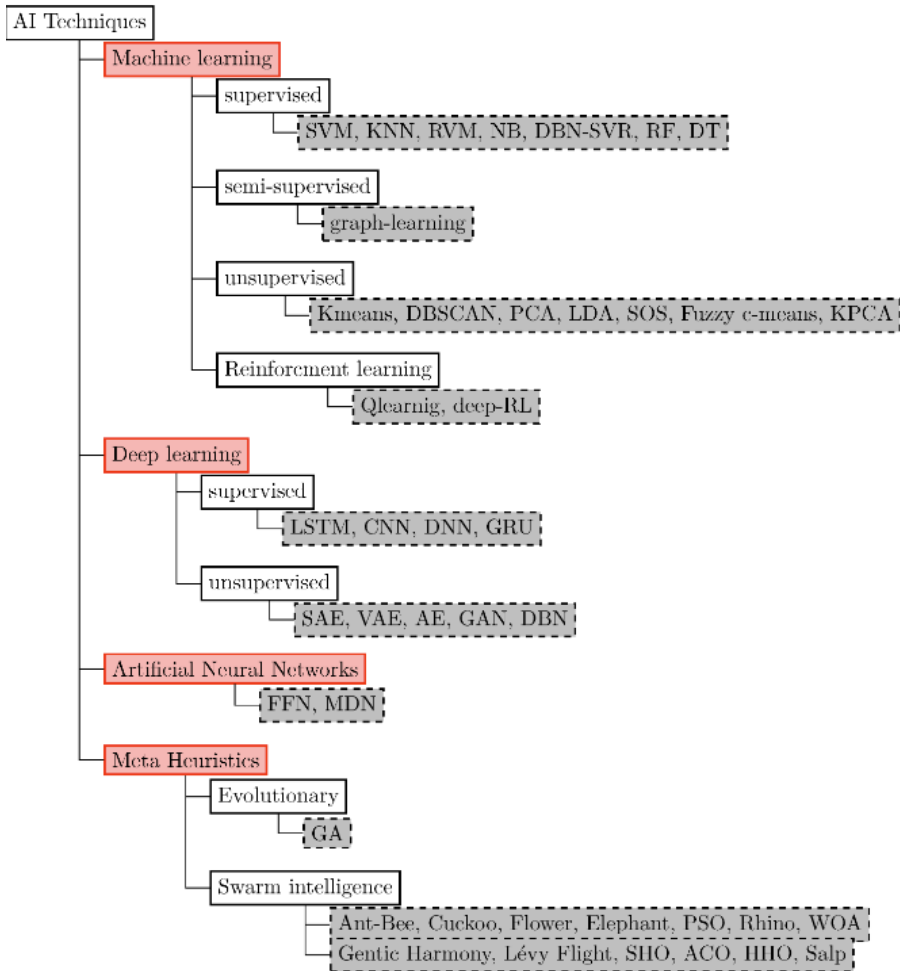 AI Techniques
Machine learning
supervised
SVM, KNN, RVM, NB, DBN-SVR, RF, DT
semi-supervised
graph-learning
unsupervised
Kmeans, DBSCAN, PCA, LDA, SOS, Fuzzy c-means, KPCA
Reinforcment learning
Qlearnig, deep-RL
Deep learning
supervised
LSTM, CNN, DNN, GRU
unsupervised
SAE, VAE, AE, GAN, DBN
Artificial Neural Networks
FFN, MDN
Meta Heuristics
Evolutionary
GA
Swarm intelligence
Ant-Bee, Cuckoo, Flower, Elephant, PSO, Rhino, WOA
Gentic Harmony, Lévy Flight, SHO, ACO, HHO, Salp